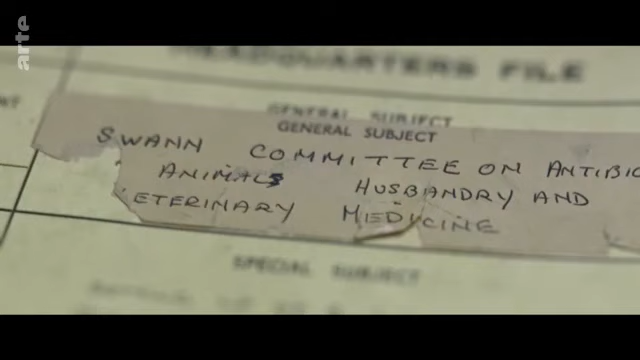 arte
HEADQUARTERS FILE
GENERAL SUBJECT
GENERAL SUBJECT
SWANN COMMITTEE ON ANTIBIO
ANIMALS HUSBANDRY AND
ETERINARY MEDICINE
SPECIAL SUBJECT